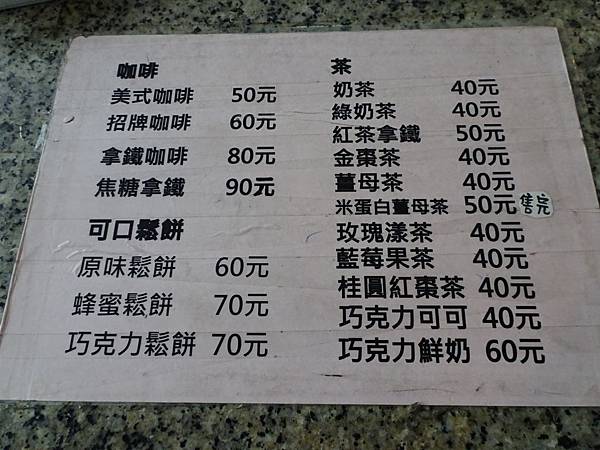 咖啡
美式咖啡 50元
招牌咖啡 60元
拿鐵咖啡 80元
焦糖拿鐵 90元
可口鬆餅
原味鬆餅 60元
蜂蜜鬆餅 70元
巧克力鬆餅 70元
茶
奶茶 40元
綠奶茶 40元
紅茶拿鐵 50元
金棗茶 40元
薑母茶 40元
米蛋白薑母茶 50元 售完
玫瑰漾茶 40元
藍莓果茶 40元
桂圓紅棗茶 40元
巧克力可可 40元
巧克力鮮奶 60元